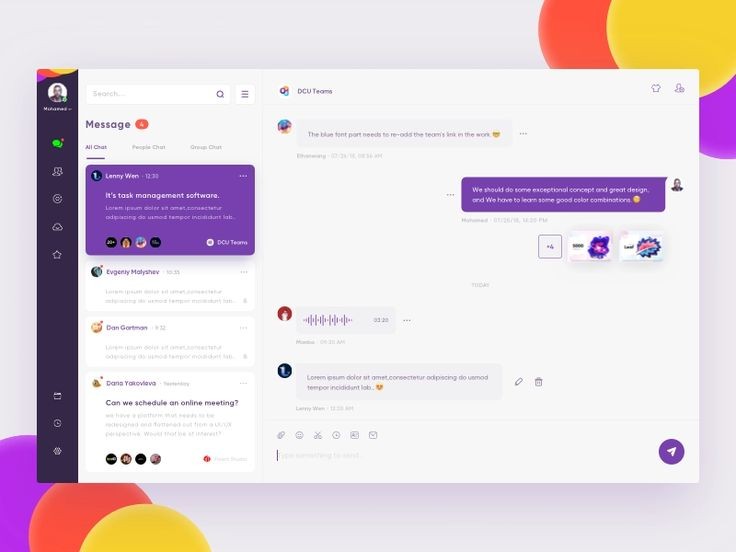 Mohamed
Search...
Message 4
All Chat People Chat Group Chat
Lenny Wen · 12:30
It's task management software.
Lorem ipsum dolor sit amet,consectetur
adipiscing do usmod tempor incididunt lab..
20+
DCU Teams
Evgeniy Malyshev · 10:35
Lorem ipsum dolor sit amet,consectetur
adipiscing do usmod tempor incididunt lab..
Dan Gartman · 9:32
Lorem ipsum dolor sit amet,consectetur
adipiscing do usmod tempor incididunt lab..
Daria Yakovleva · Yesterday
Can we schedule an online meeting?
we have a platform that needs to be
redesigned and flattened out from a UI/UX
perspective. Would that be of interest?
DCU Teams
The blue font part needs to re-add the team's link in the work.
Ethanwang · 07/26/18, 08:56 AM
We should do some exceptional concept and great design,
and We have to learn some good color combinations.
Mohamed · 07/26/18, 14:20 PM
+4
5000
Leaf
TODAY
03:20
09:30 AM
Lorem ipsum dolor sit amet,consectetur adipiscing do usmod
tempor incididunt lab..
Lenny Wen · 12:30 AM
Type something to send...